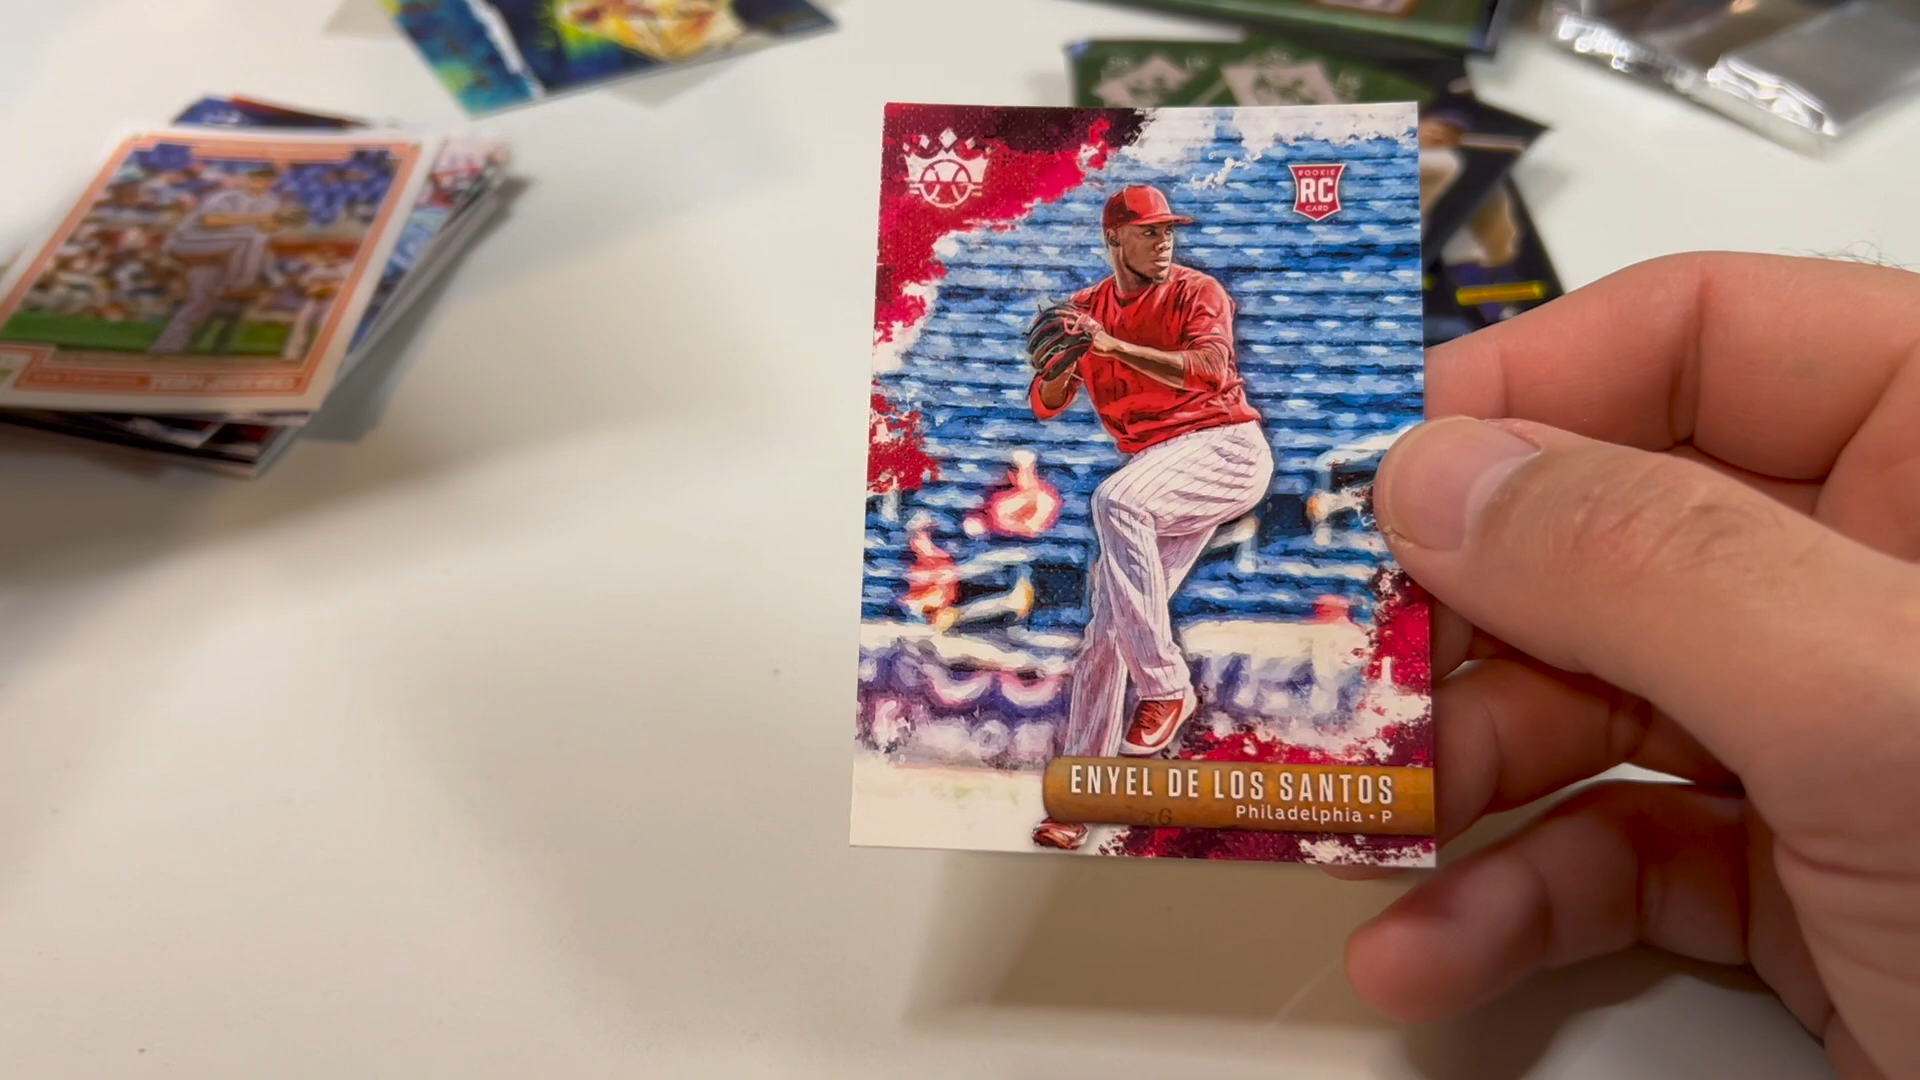 ROOKIE
RC
CARD
ENYEL DE LOS SANTOS
Philadelphia • P